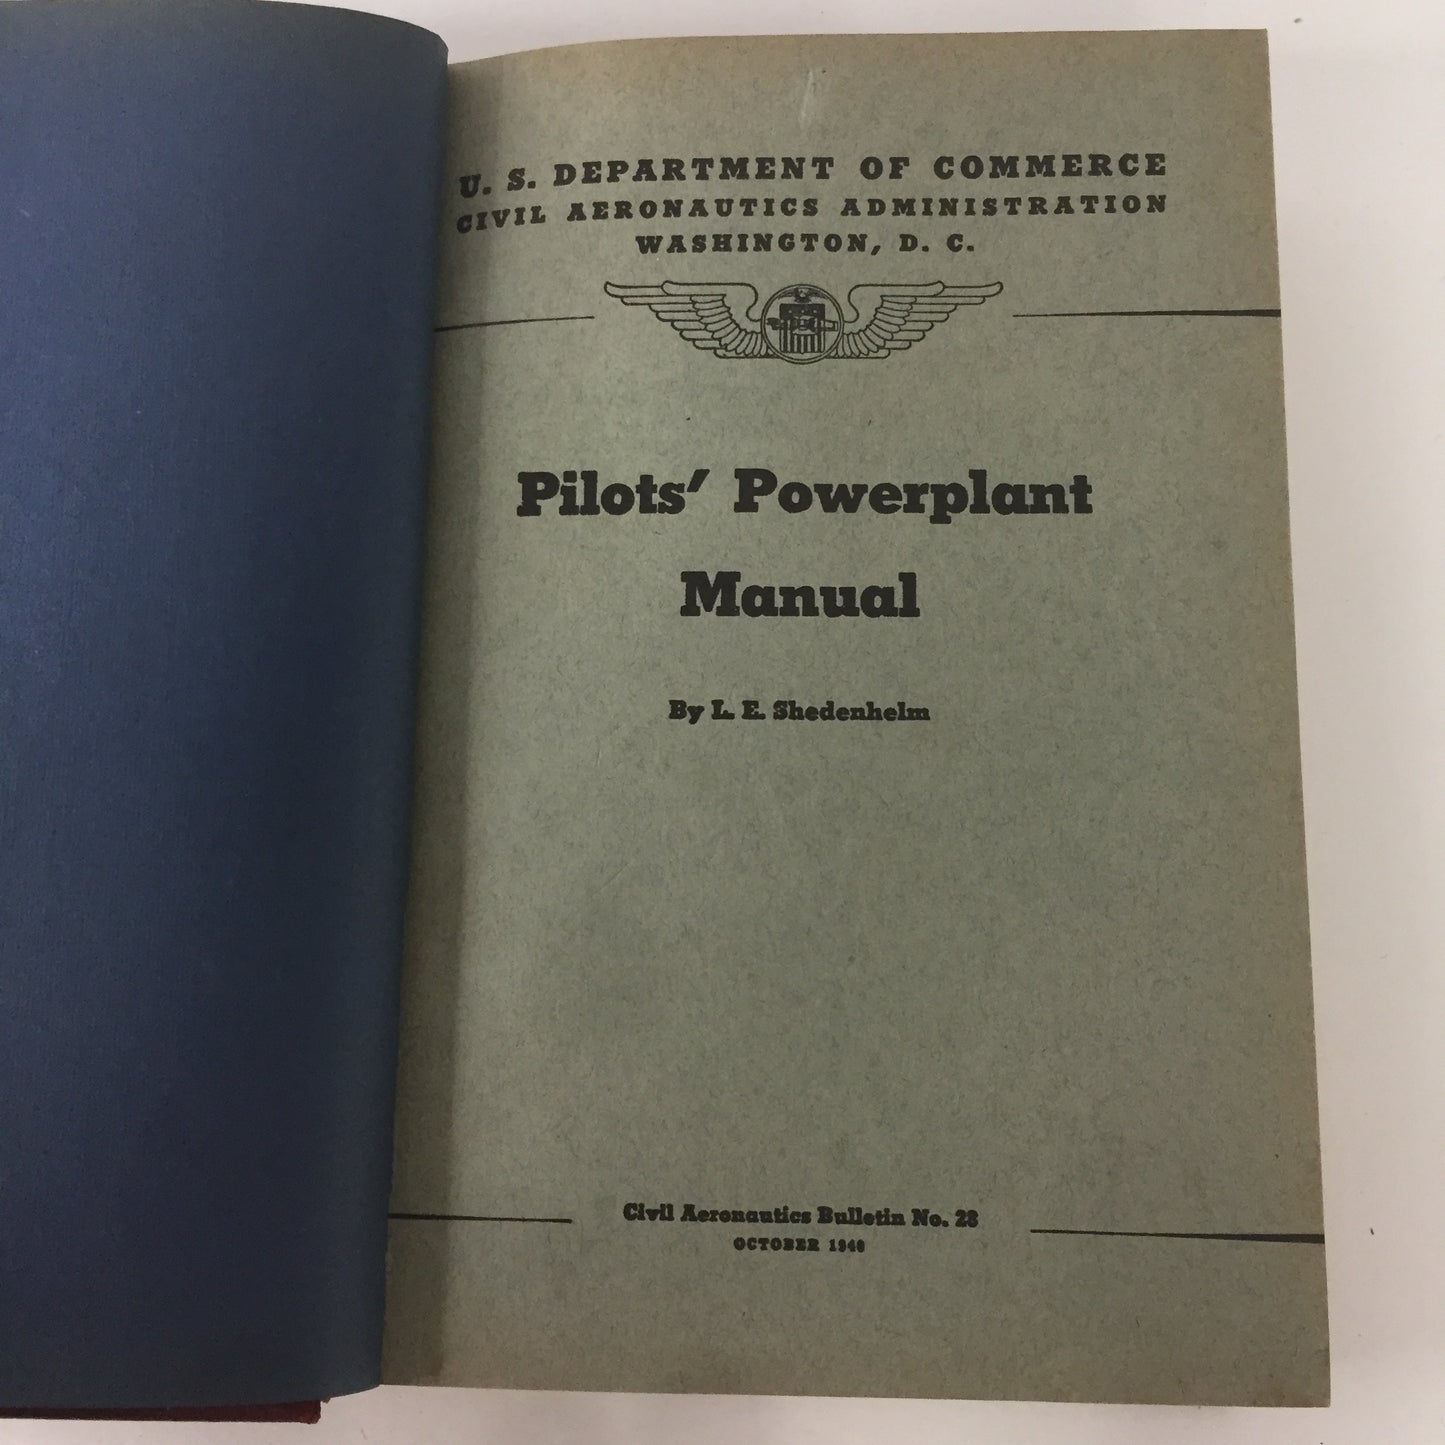 U. S. DEPARTMENT OF COMMERCE
CIVIL AERONAUTICS ADMINISTRATION
WASHINGTON, D. C.
Pilots' Powerplant
Manual
By L. E. Shedenhelm
Civil Aeronautics Bulletin No. 28
OCTOBER 1940